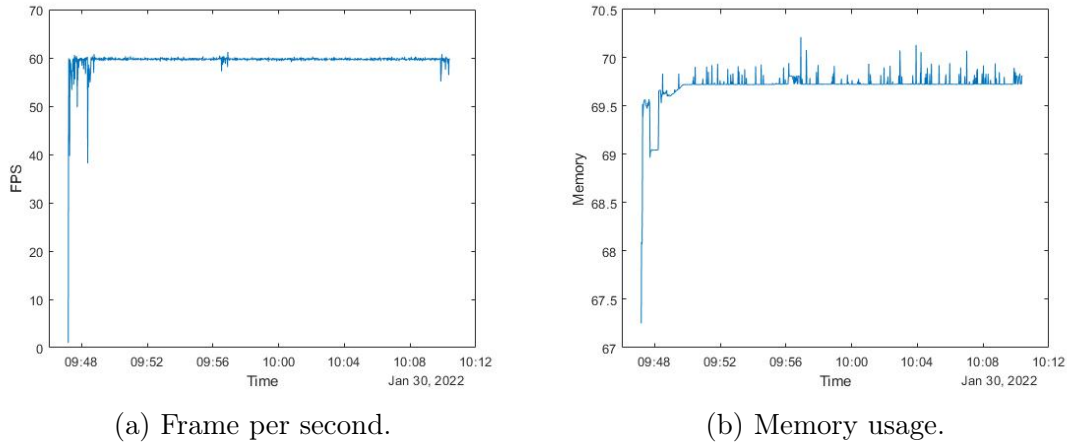 70
60
50
40
30
20
10
0
FPS
09:48 09:52 09:56 10:00 10:04 10:08 10:12
Time
Jan 30, 2022
(a) Frame per second.
70.5
70
69.5
69
68.5
68
67.5
67
Memory
09:48 09:52 09:56 10:00 10:04 10:08 10:12
Time
Jan 30, 2022
(b) Memory usage.